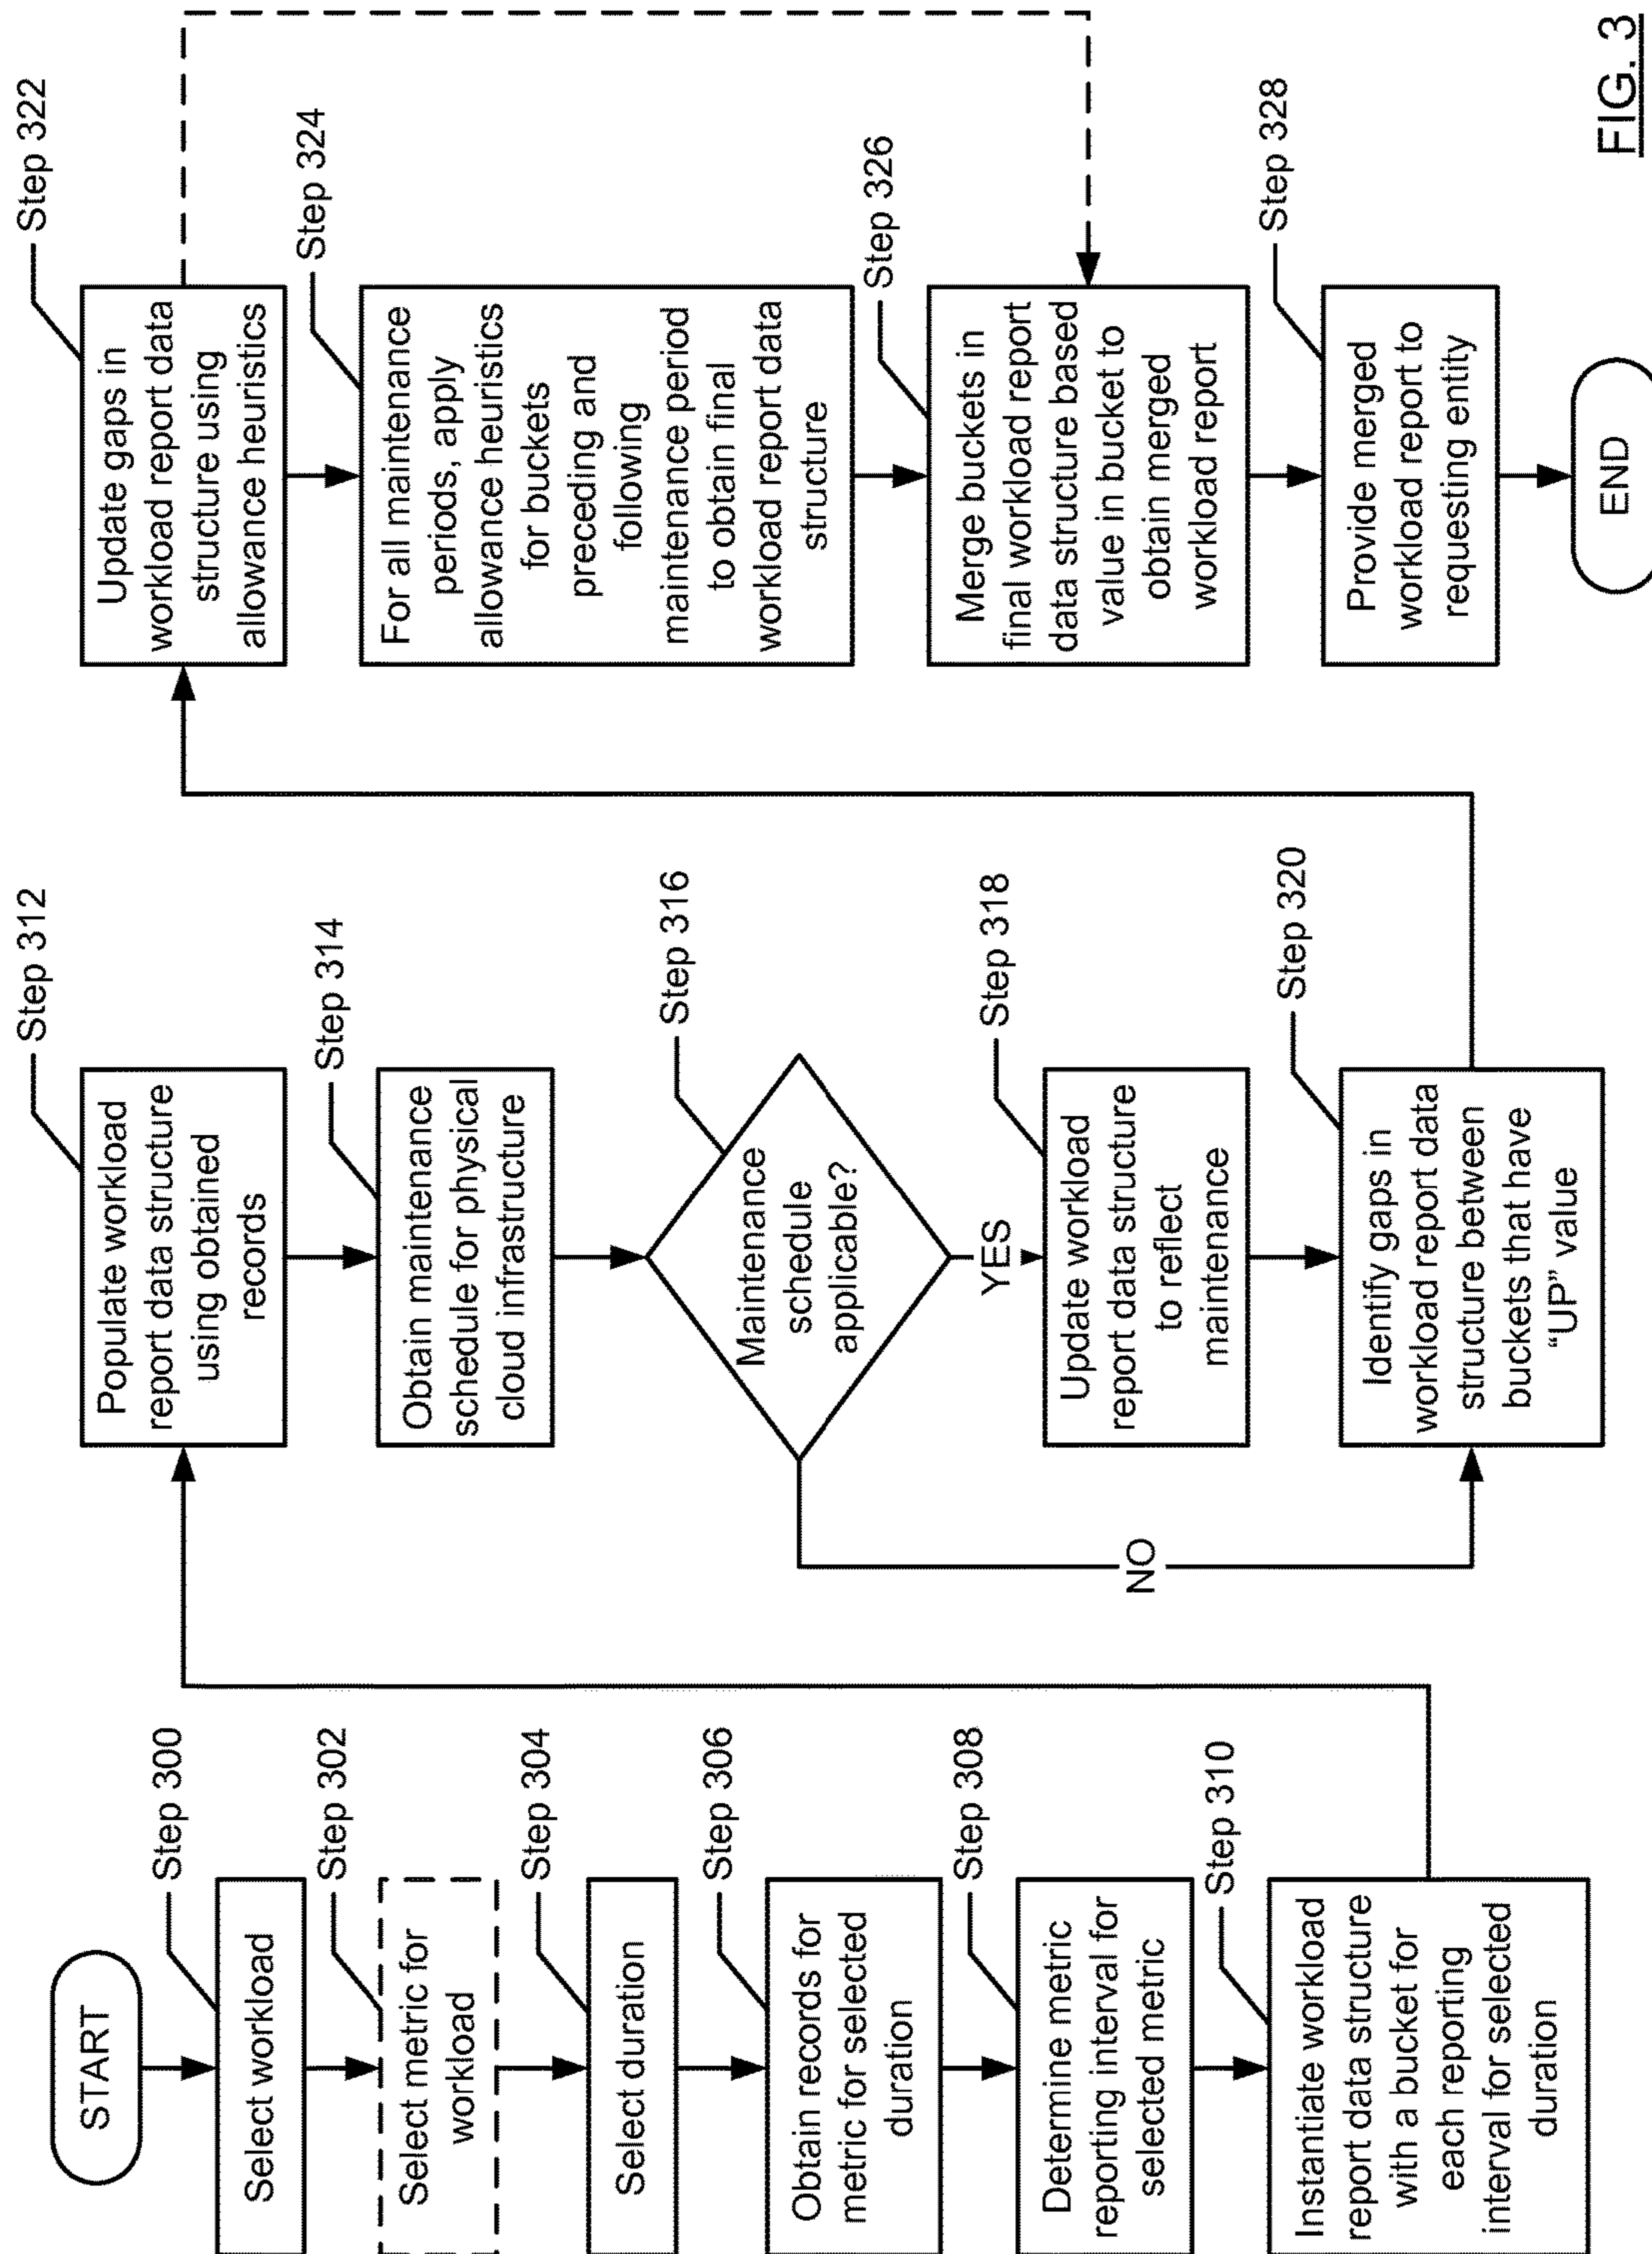 START
Step 300
Select workload
Step 302
Select metric for
workload
Step 304
Select duration
Step 306
Obtain records for
metric for selected
duration
Step 308
Determine metric
reporting interval for
selected metric
Step 310
Instantiate workload
report data structure
with a bucket for
each reporting
interval for selected
duration
Step 312
Populate workload
report data structure
using obtained
records
Step 314
Obtain maintenance
schedule for physical
cloud infrastructure
Step 316
Maintenance
schedule
applicable?
YES
NO
Step 318
Update workload
report data structure
to reflect
maintenance
Step 320
Identify gaps in
workload report data
structure between
buckets that have
“UP” value
Step 322
Update gaps in
workload report data
structure using
allowance heuristics
Step 324
For all maintenance
periods, apply
allowance heuristics
for buckets
preceding and
following
maintenance period
to obtain final
workload report data
structure
Step 326
Merge buckets in
final workload report
data structure based
value in bucket to
obtain merged
workload report
Step 328
Provide merged
workload report to
requesting entity
END
FIG. 3